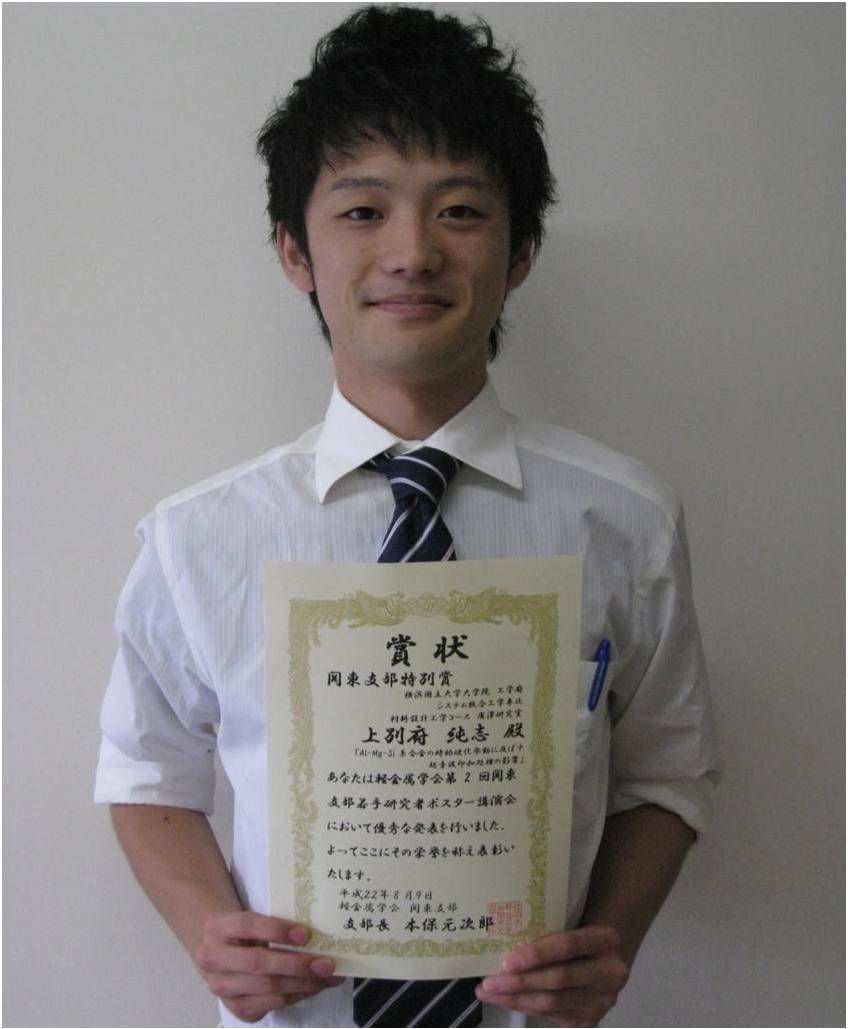 賞状
関東支部特別賞
横浜国立大学大学院 工学府
システム統合工学専攻
材料設計工学コース 廣澤研究室
上別府 純志 殿
『Al-Mg-Si系合金の時効硬化挙動に及ぼす
超音波印加処理の影響』
あなたは軽金属学会第2回関東
支部若手研究者ポスター講演会
において優秀な発表を行いました。
よってここにその栄誉を称え表彰い
たします。
平成22年8月9日
軽金属学会 関東支部
支部長 本保元次郎